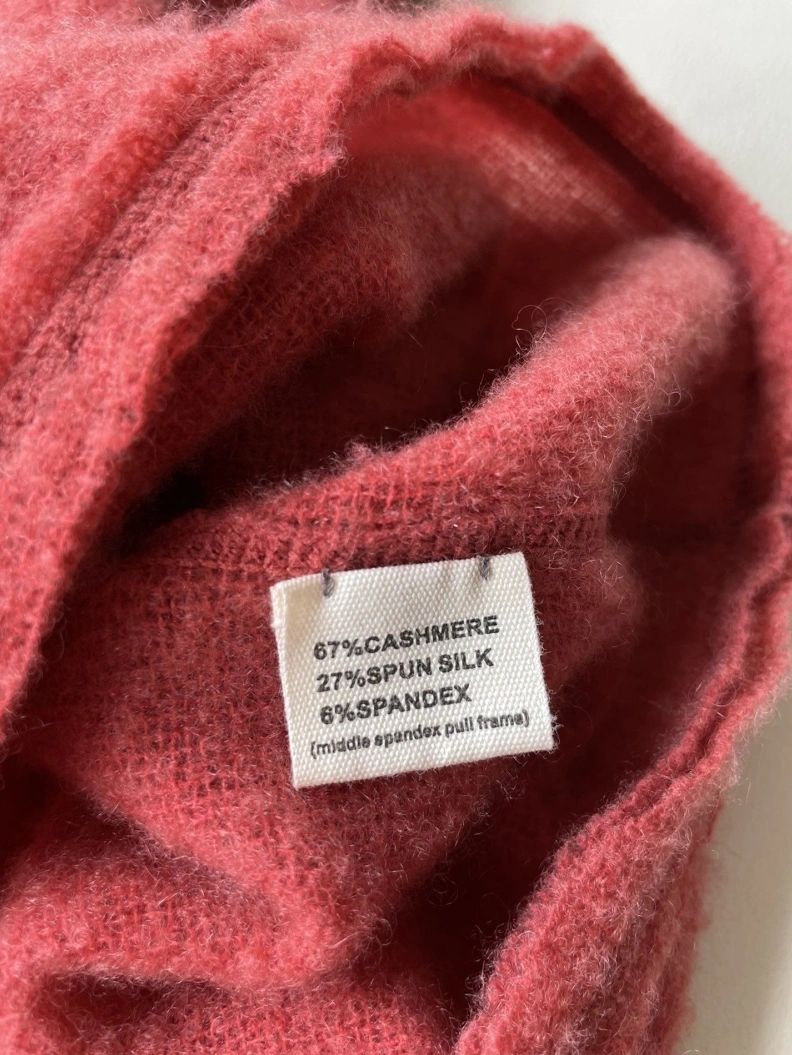 67%CASHMERE
27%SPUN SILK
6%SPANDEX
(middle spandex pull frame)